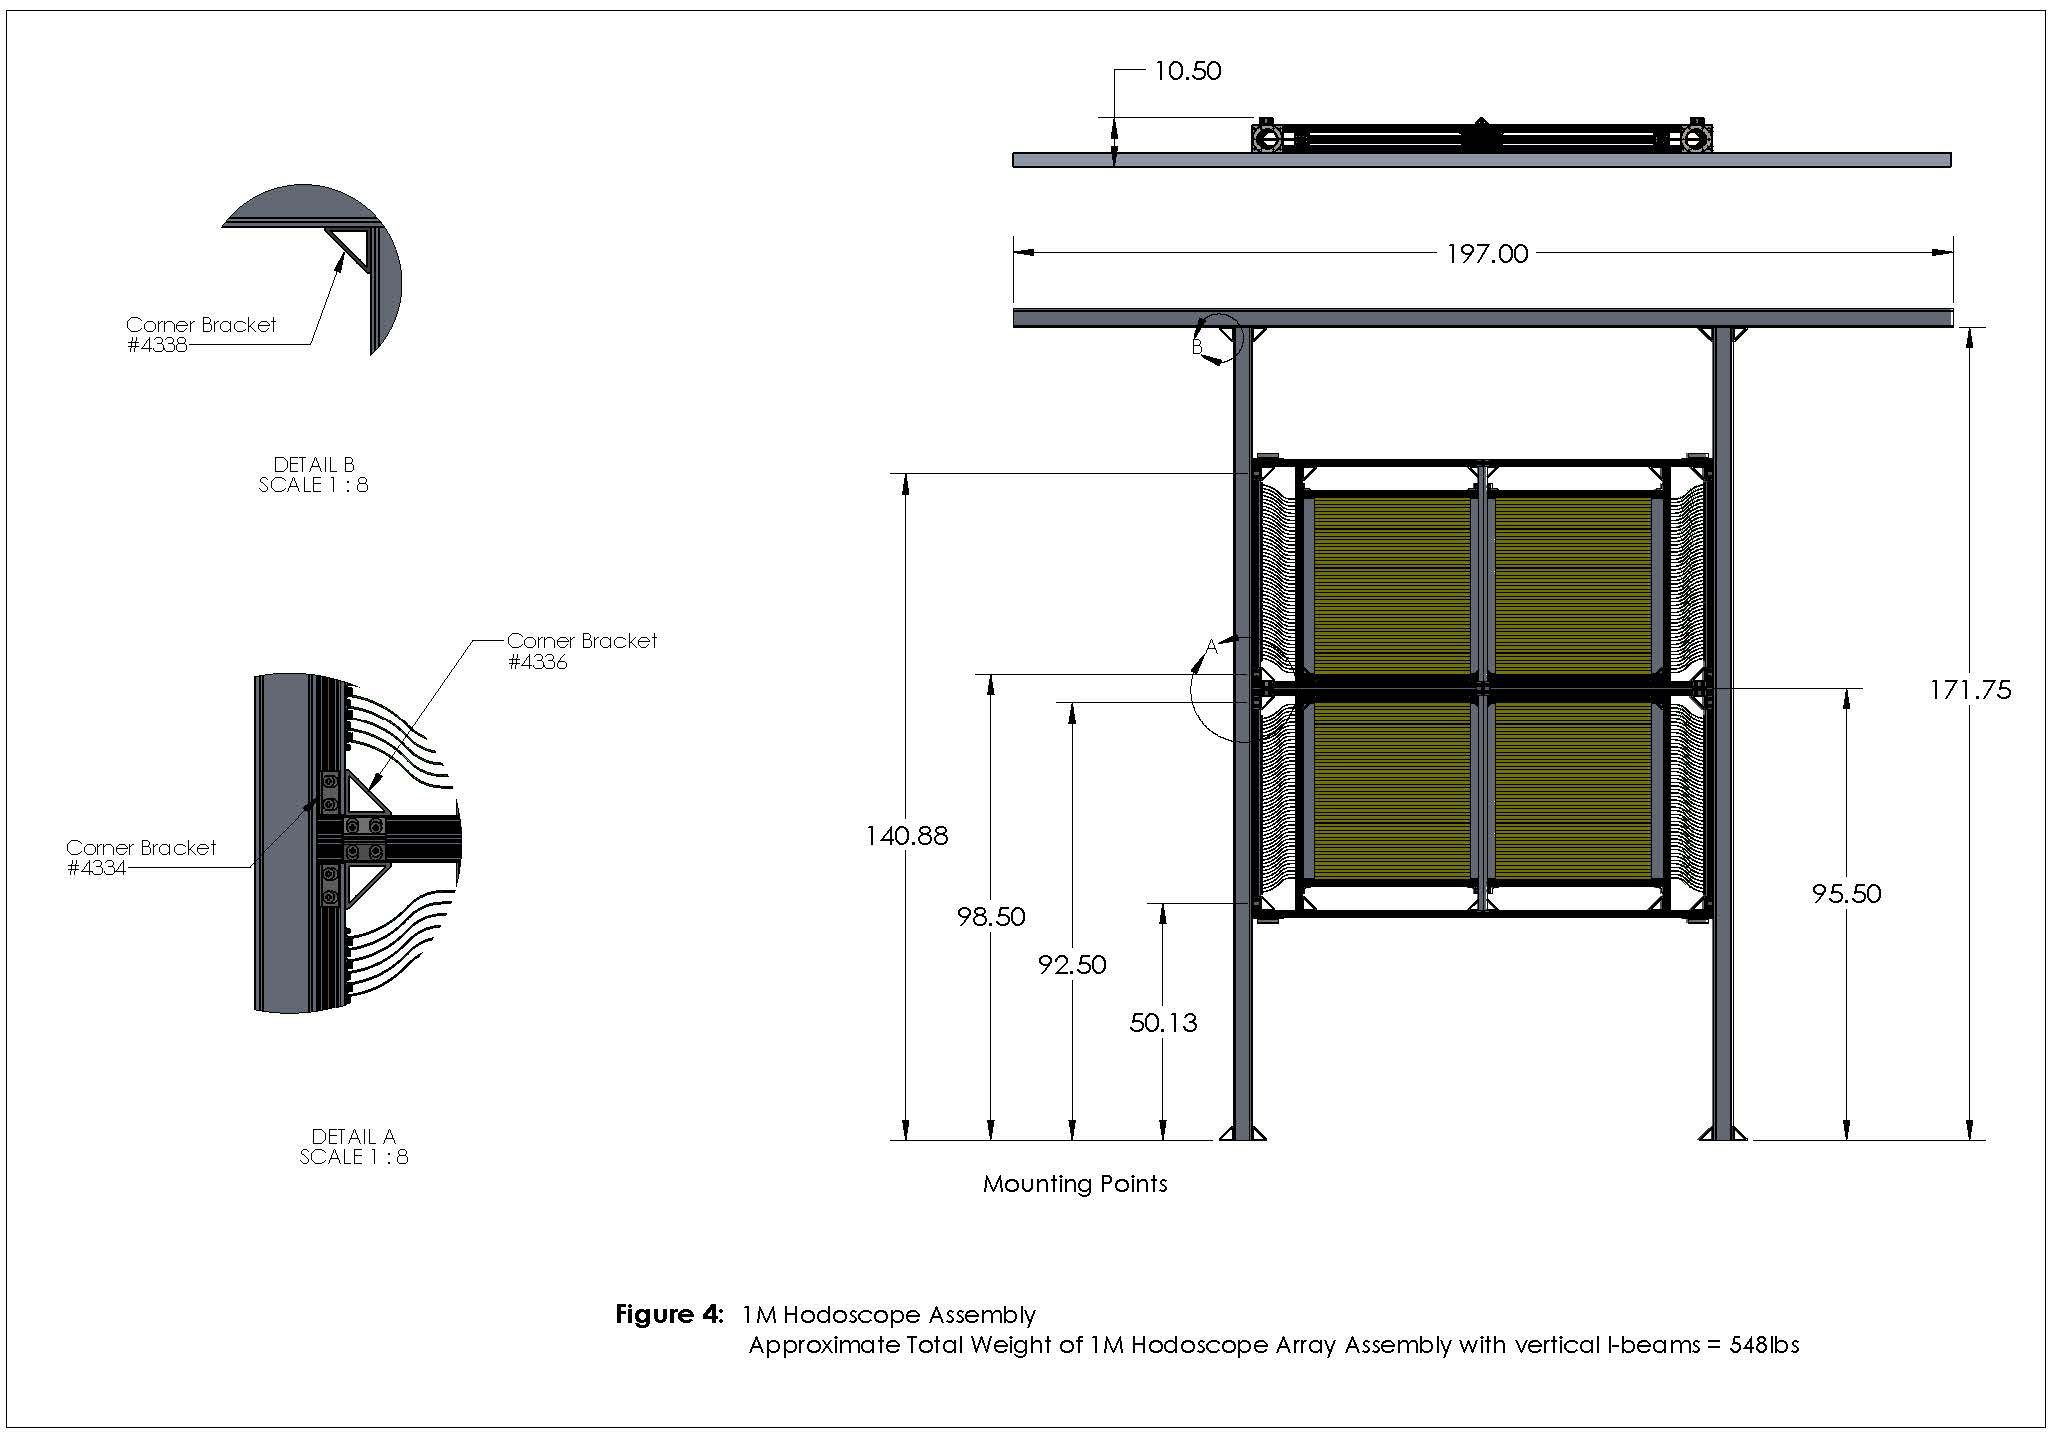 10.50
197.00
Corner Bracket
#4338
B
DETAIL B
SCALE 1 : 8
Corner Bracket
#4336
A
171.75
140.88
Corner Bracket
#4334
95.50
98.50
92.50
50.13
DETAIL A
SCALE 1 : 8
Mounting Points
Figure 4: 1M Hodoscope Assembly
Approximate Total Weight of 1M Hodoscope Array Assembly with vertical I-beams = 548lbs